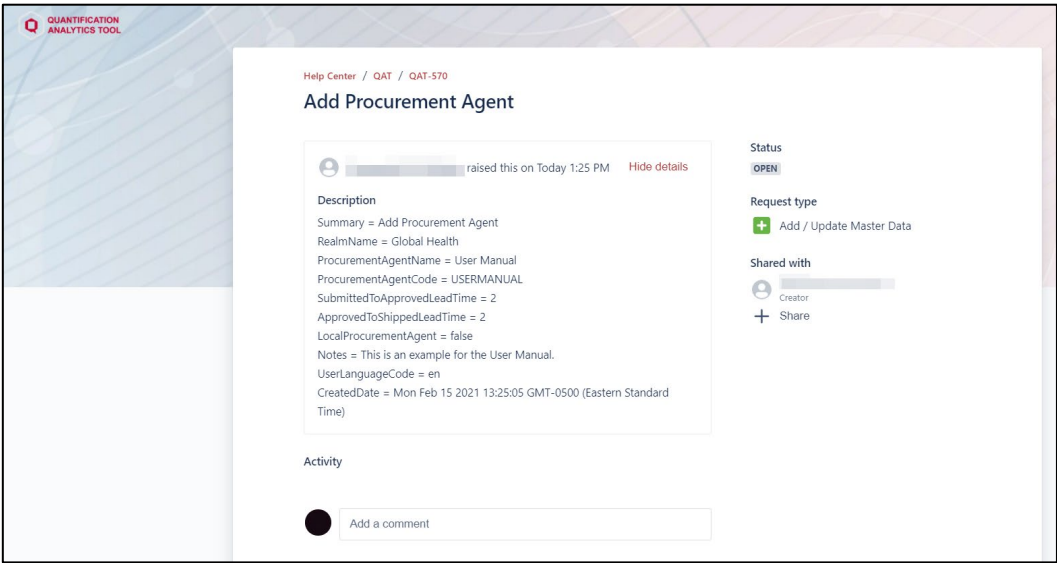 QUANTIFICATION
ANALYTICS TOOL
Help Center / QAT / QAT-570
Add Procurement Agent
raised this on Today 1:25 PM Hide details
Description
Summary = Add Procurement Agent
RealmName = Global Health
ProcurementAgentName = User Manual
ProcurementAgentCode = USERMANUAL
SubmittedToApprovedLeadTime = 2
ApprovedToShippedLeadTime = 2
LocalProcurementAgent = false
Notes = This is an example for the User Manual.
UserLanguageCode = en
CreatedDate = Mon Feb 15 2021 13:25:05 GMT-0500 (Eastern Standard
Time)
Activity
Add a comment
Status
OPEN
Request type
Add / Update Master Data
Shared with
Creator
Share